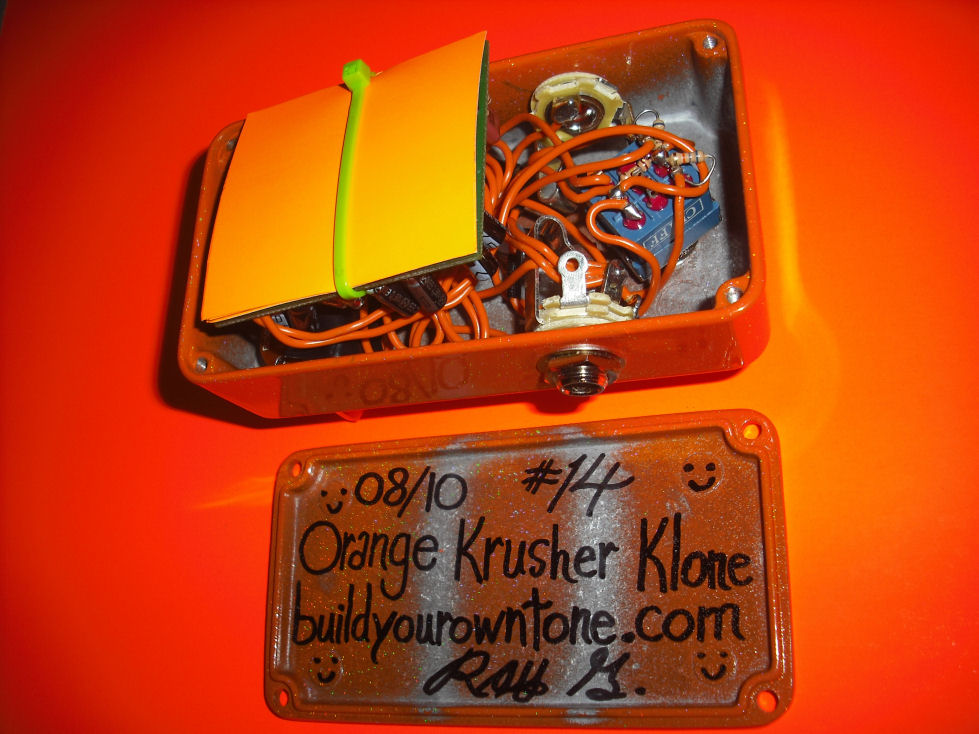 08/10 #14
Orange Krusher Klone
buildyourowntone.com
Ray G.